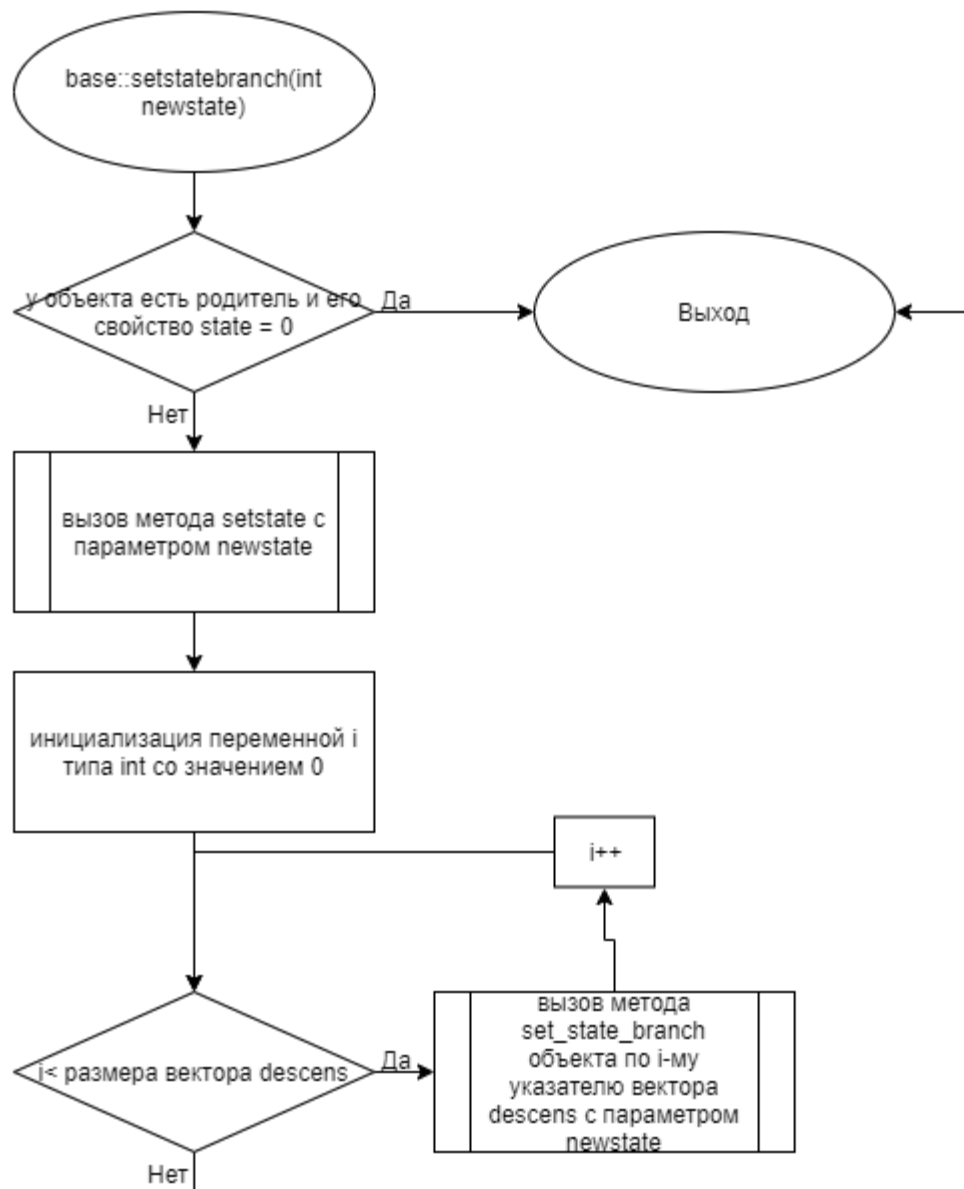 base::setstatebranch(int
newstate)
у объекта есть родитель и его
свойство state = 0
Да
Выход
Нет
вызов метода setstate с
параметром newstate
инициализация переменной i
типа int со значением 0
i++
i< размера вектора descens
Да
вызов метода
set_state_branch
объекта по i-му
указателю вектора
descens с параметром
newstate
Нет